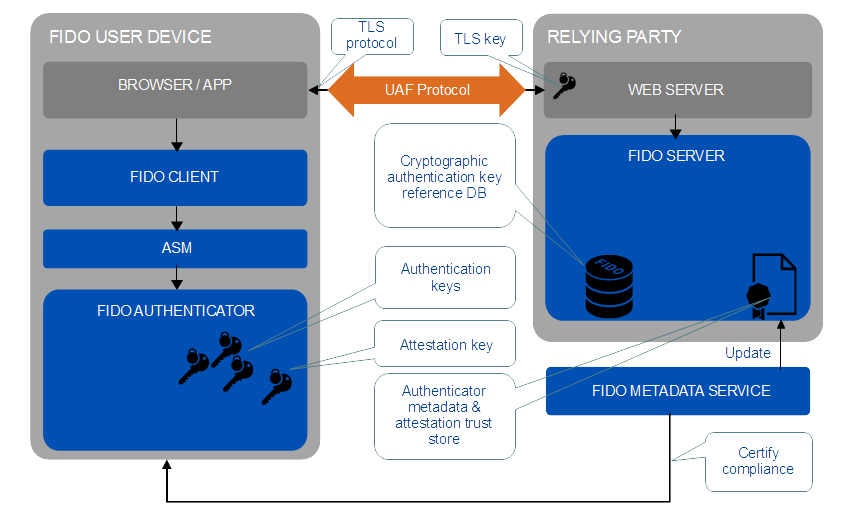 FIDO USER DEVICE
TLS
protocol
TLS key
RELYING PARTY
BROWSER / APP
UAF Protocol
WEB SERVER
Cryptographic
authentication key
reference DB
FIDO SERVER
FIDO CLIENT
ASM
FIDO
Authentication
keys
FIDO AUTHENTICATOR
Attestation key
Update
Authenticator
metadata &
attestation trust
store
FIDO METADATA SERVICE
Certify
compliance